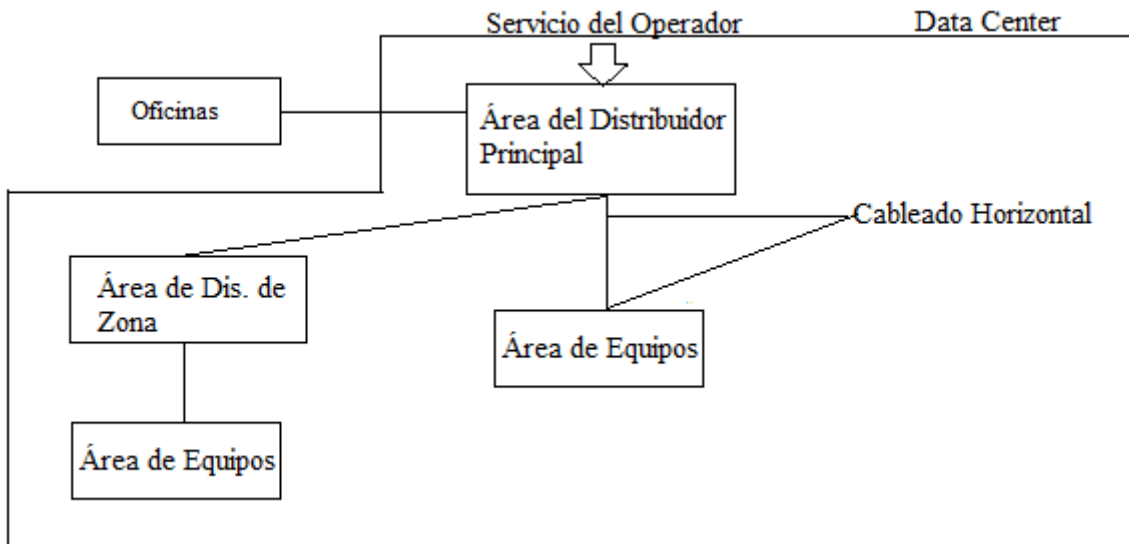 Servicio del Operador
Data Center
Oficinas
Área del Distribuidor
Principal
Cableado Horizontal
Área de Dis. de
Zona
Área de Equipos
Área de Equipos